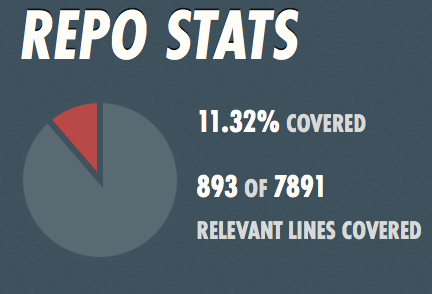 REPO STATS
11.32% COVERED
893 OF 7891
RELEVANT LINES COVERED